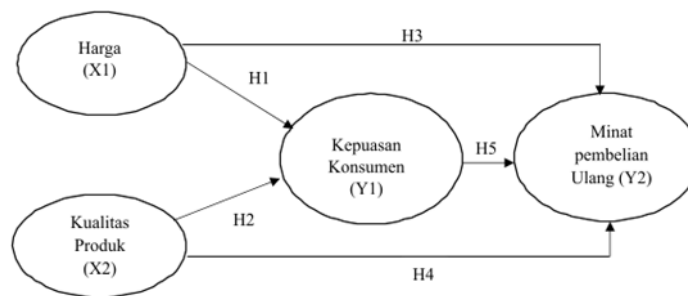 Harga
(X1)
H3
H1
Kepuasan
Konsumen
(Y1)
H5
Minat
pembelian
Ulang (Y2)
Kualitas
Produk
(X2)
H2
H4